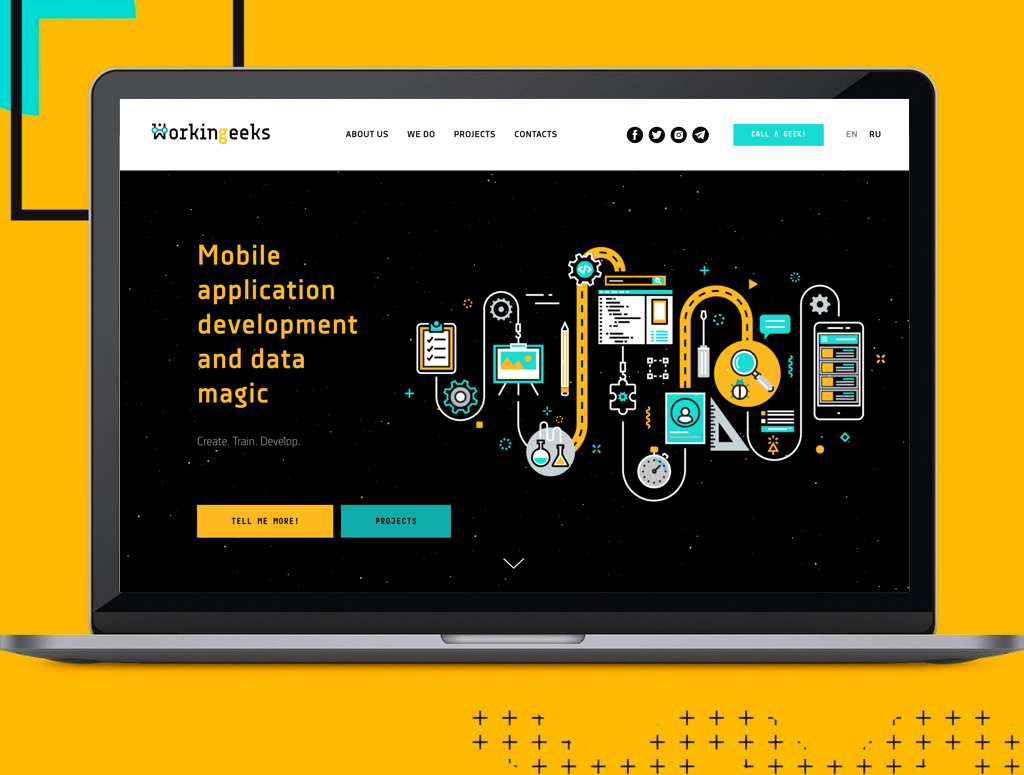 Workingeeks
ABOUT US
WE DO
PROJECTS
CONTACTS
CALL A GEEK!
EN
RU
Mobile
application
development
and data
magic
Create. Train. Develop.
TELL ME MORE!
PROJECTS